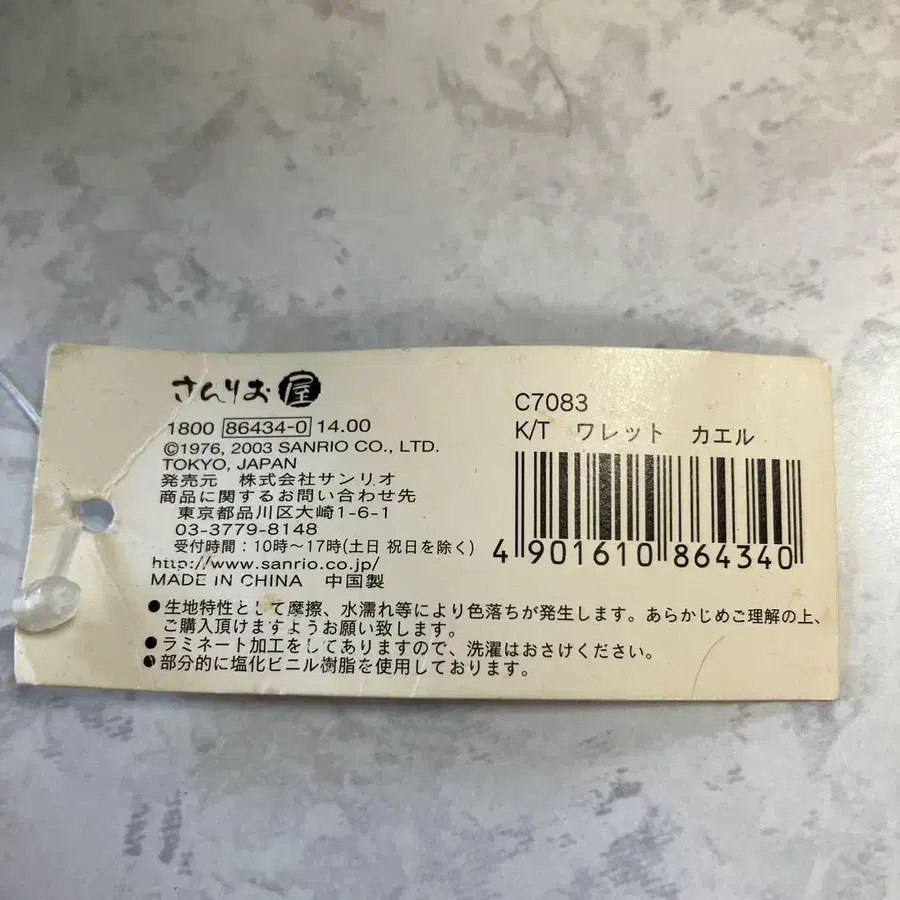 さんりお屋
1800 86434-0 14.00
©1976, 2003 SANRIO CO., LTD.
TOKYO, JAPAN
発売元 株式会社サンリオ
商品に関するお問い合わせ先
東京都品川区大崎1-6-1
03-3779-8148
受付時間：10時〜17時(土日 祝日を除く)
http://www.sanrio.co.jp/
MADE IN CHINA 中国製
C7083
K/T ワレット カエル
4 901610 864340
●生地特性として摩擦、水濡れ等により色落ちが発生します。あらかじめご理解の上、
ご購入頂けますようお願い致します。
●ラミネート加工をしてありますので、洗濯はおさけください。
●部分的に塩化ビニル樹脂を使用しております。